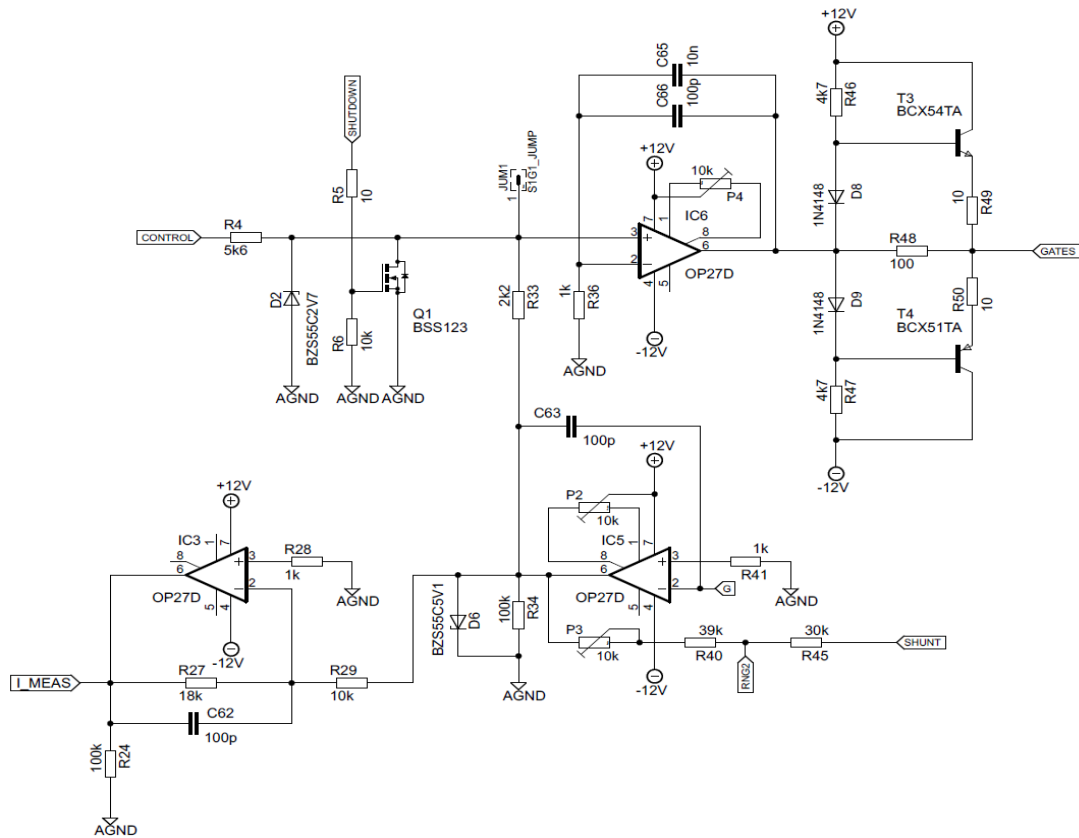 +12V
C65
10n
C66
100p
4k7
R46
T3
BCX54TA
SHUTDOWN
JUM1
S1G1_JUMP
1
+12V
10k
P4
R5
10
1N4148
D8
10
R49
R4
CONTROL
5k6
7
1
IC6
3
+
8
6
2
-
OP27D
4
5
R48
100
GATES
D2
BZS55C2V7
Q1
BSS123
R6
10k
2k2
R33
1k
R36
1N4148
D9
R50
10
T4
BCX51TA
-12V
AGND
AGND
AGND
AGND
4k7
R47
C63
100p
+12V
-12V
+12V
P2
10k
IC3
1
7
8
6
3
+
2
-
R28
1k
IC5
1
7
8
6
3
+
2
-
1k
R41
OP27D
5
4
AGND
OP27D
5
4
G
AGND
BZS55C5V1
D6
100k
R34
P3
10k
39k
R40
30k
R45
SHUNT
-12V
-12V
RNG2
I_MEAS
R27
18k
R29
10k
AGND
C62
100p
100k
R24
AGND